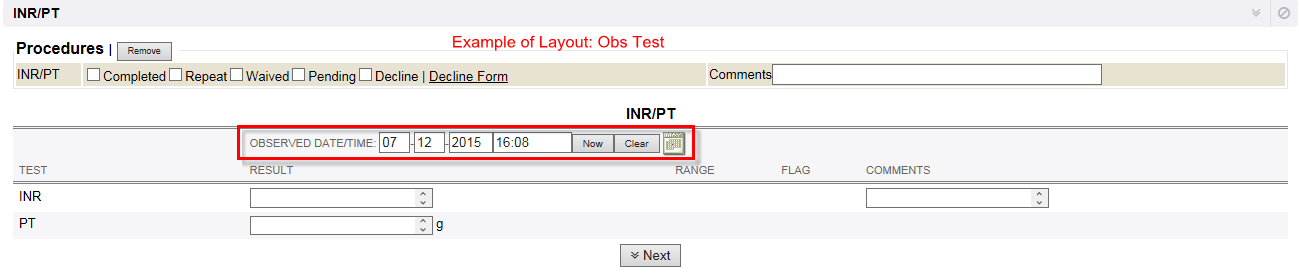 INR/PT
Example of Layout: Obs Test
Procedures | Remove
INR/PT Completed Repeat Waived Pending Decline | Decline Form Comments
INR/PT
OBSERVED DATE/TIME: 07 - 12 - 2015 16:08 Now Clear MAY
TEST RESULT RANGE FLAG COMMENTS
INR
PT g
Next